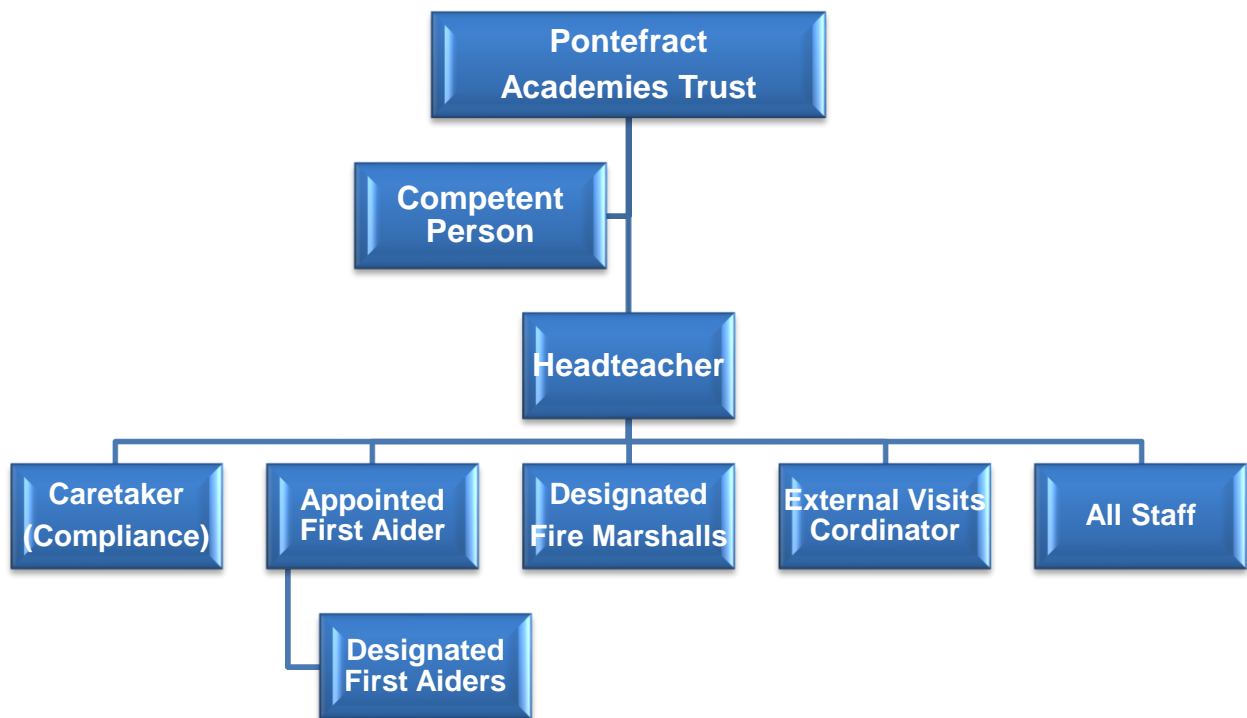 Pontefract
Academies Trust
Competent
Person
Headteacher
Caretaker
(Compliance)
Appointed
First Aider
Designated
Fire Marshalls
External Visits
Cordinator
All Staff
Designated
First Aiders